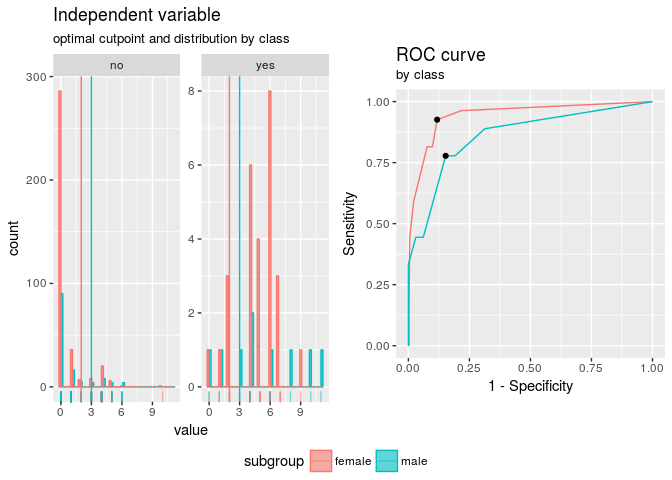 Independent variable
optimal cutpoint and distribution by class
no
yes
300
200
100
0
8
6
4
2
0
count
0 3 6 9
0 3 6 9
value
ROC curve
by class
1.00
0.75
0.50
0.25
0.00
Sensitivity
0.00 0.25 0.50 0.75 1.00
1 - Specificity
subgroup female male